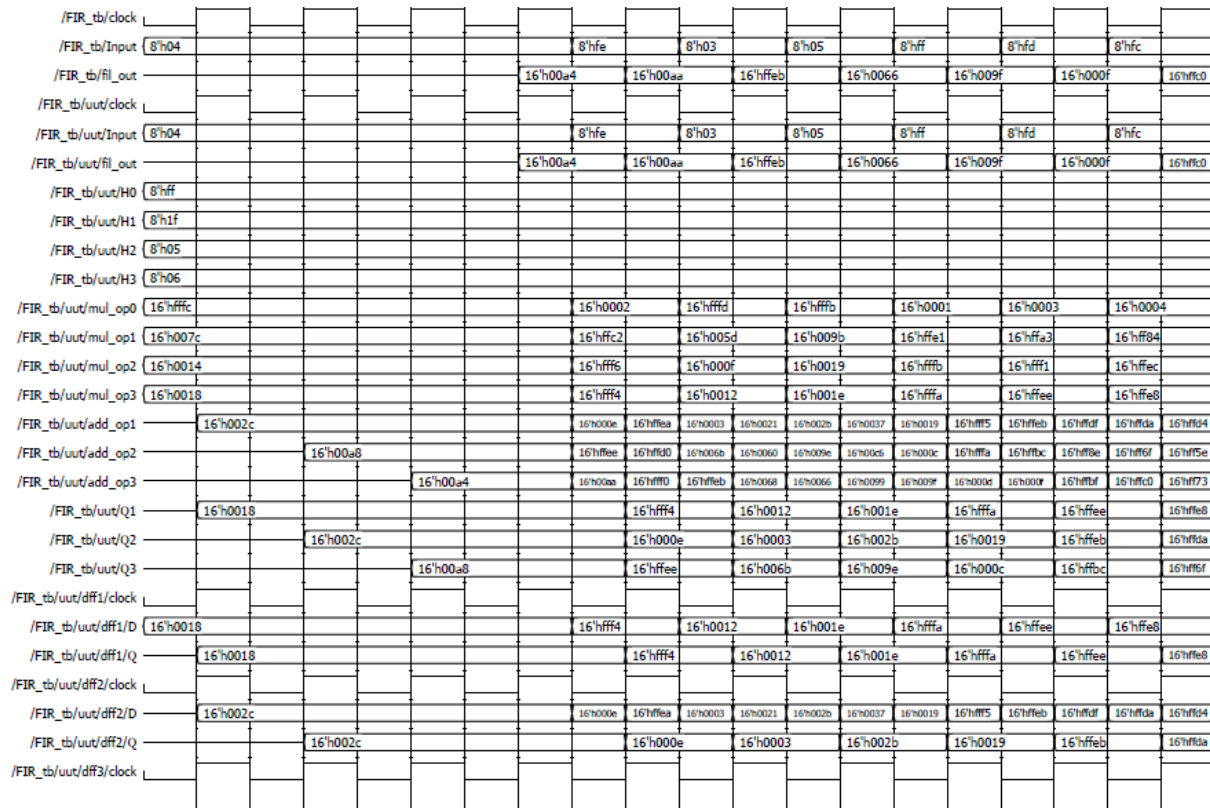 /FIR_tb/clock
/FIR_tb/Input 8'h04 8'hfe 8'h03 8'h05 8'hff 8'hfd 8'hfc
/FIR_tb/fil_out 16'h00a4 16'h00aa 16'hffeb 16'h0066 16'h009f 16'h000f 16'hffc0
/FIR_tb/uut/clock
/FIR_tb/uut/Input 8'h04 8'hfe 8'h03 8'h05 8'hff 8'hfd 8'hfc
/FIR_tb/uut/fil_out 16'h00a4 16'h00aa 16'hffeb 16'h0066 16'h009f 16'h000f 16'hffc0
/FIR_tb/uut/H0 8'hff
/FIR_tb/uut/H1 8'h1f
/FIR_tb/uut/H2 8'h05
/FIR_tb/uut/H3 8'h06
/FIR_tb/uut/mul_op0 16'hfffc 16'h0002 16'hfffd 16'hfffb 16'h0001 16'h0003 16'h0004
/FIR_tb/uut/mul_op1 16'h007c 16'hffc2 16'h005d 16'h009b 16'hffe1 16'hffa3 16'hff84
/FIR_tb/uut/mul_op2 16'h0014 16'hfff6 16'h000f 16'h0019 16'hfffb 16'hfff1 16'hffec
/FIR_tb/uut/mul_op3 16'h0018 16'hfff4 16'h0012 16'h001e 16'hfffa 16'hffee 16'hffe8
/FIR_tb/uut/add_op1 16'h002c 16'h000e 16'hffea 16'h0003 16'h0021 16'h002b 16'h0037 16'h0019 16'hfff5 16'hffeb 16'hffdf 16'hffda 16'hffd4
/FIR_tb/uut/add_op2 16'h00a8 16'hffee 16'hffd0 16'h006b 16'h0060 16'h009e 16'h00c6 16'h000c 16'hfffa 16'hffbc 16'hff8e 16'hff6f 16'hff5e
/FIR_tb/uut/add_op3 16'h00a4 16'h00aa 16'hfff0 16'hffeb 16'h0068 16'h0066 16'h0099 16'h009f 16'h000d 16'h000f 16'hffbf 16'hffc0 16'hff73
/FIR_tb/uut/Q1 16'h0018 16'hfff4 16'h0012 16'h001e 16'hfffa 16'hffee 16'hffe8
/FIR_tb/uut/Q2 16'h002c 16'h000e 16'h0003 16'h002b 16'h0019 16'hffeb 16'hffda
/FIR_tb/uut/Q3 16'h00a8 16'hffee 16'h006b 16'h009e 16'h000c 16'hffbc 16'hff6f
/FIR_tb/uut/dff1/clock
/FIR_tb/uut/dff1/D 16'h0018 16'hfff4 16'h0012 16'h001e 16'hfffa 16'hffee 16'hffe8
/FIR_tb/uut/dff1/Q 16'h0018 16'hfff4 16'h0012 16'h001e 16'hfffa 16'hffee 16'hffe8
/FIR_tb/uut/dff2/clock
/FIR_tb/uut/dff2/D 16'h002c 16'h000e 16'hffea 16'h0003 16'h0021 16'h002b 16'h0037 16'h0019 16'hfff5 16'hffeb 16'hffdf 16'hffda 16'hffd4
/FIR_tb/uut/dff2/Q 16'h002c 16'h000e 16'h0003 16'h002b 16'h0019 16'hffeb 16'hffda
/FIR_tb/uut/dff3/clock